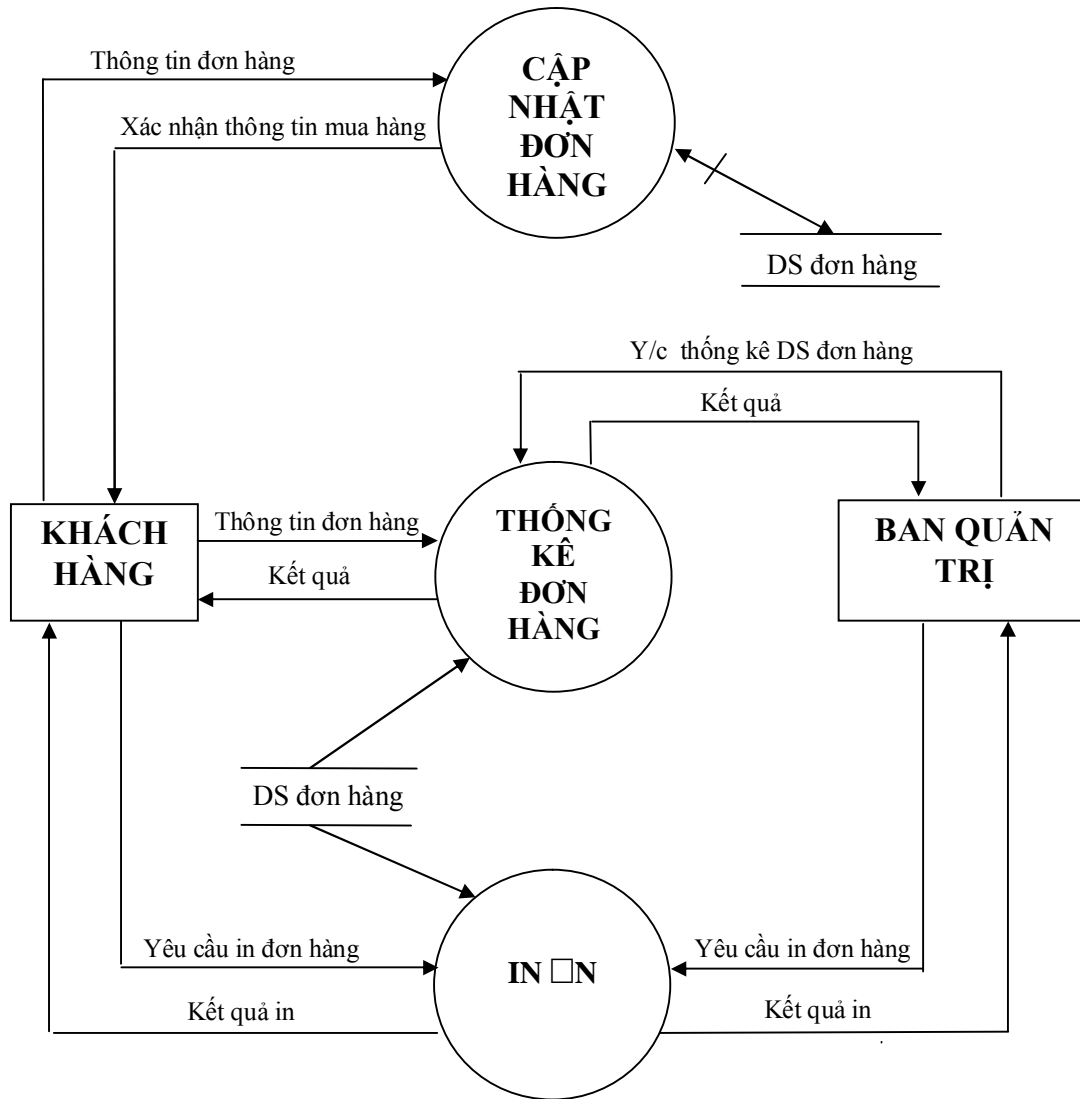 Thông tin đơn hàng
CẬP
NHẬT
ĐƠN
HÀNG
Xác nhận thông tin mua hàng
DS đơn hàng
Y/c thống kê DS đơn hàng
Kết quả
KHÁCH
HÀNG
Thông tin đơn hàng
Kết quả
THỐNG
KÊ
ĐƠN
HÀNG
BAN QUẢN
TRỊ
DS đơn hàng
Yêu cầu in đơn hàng
Kết quả in
IN □N
Yêu cầu in đơn hàng
Kết quả in